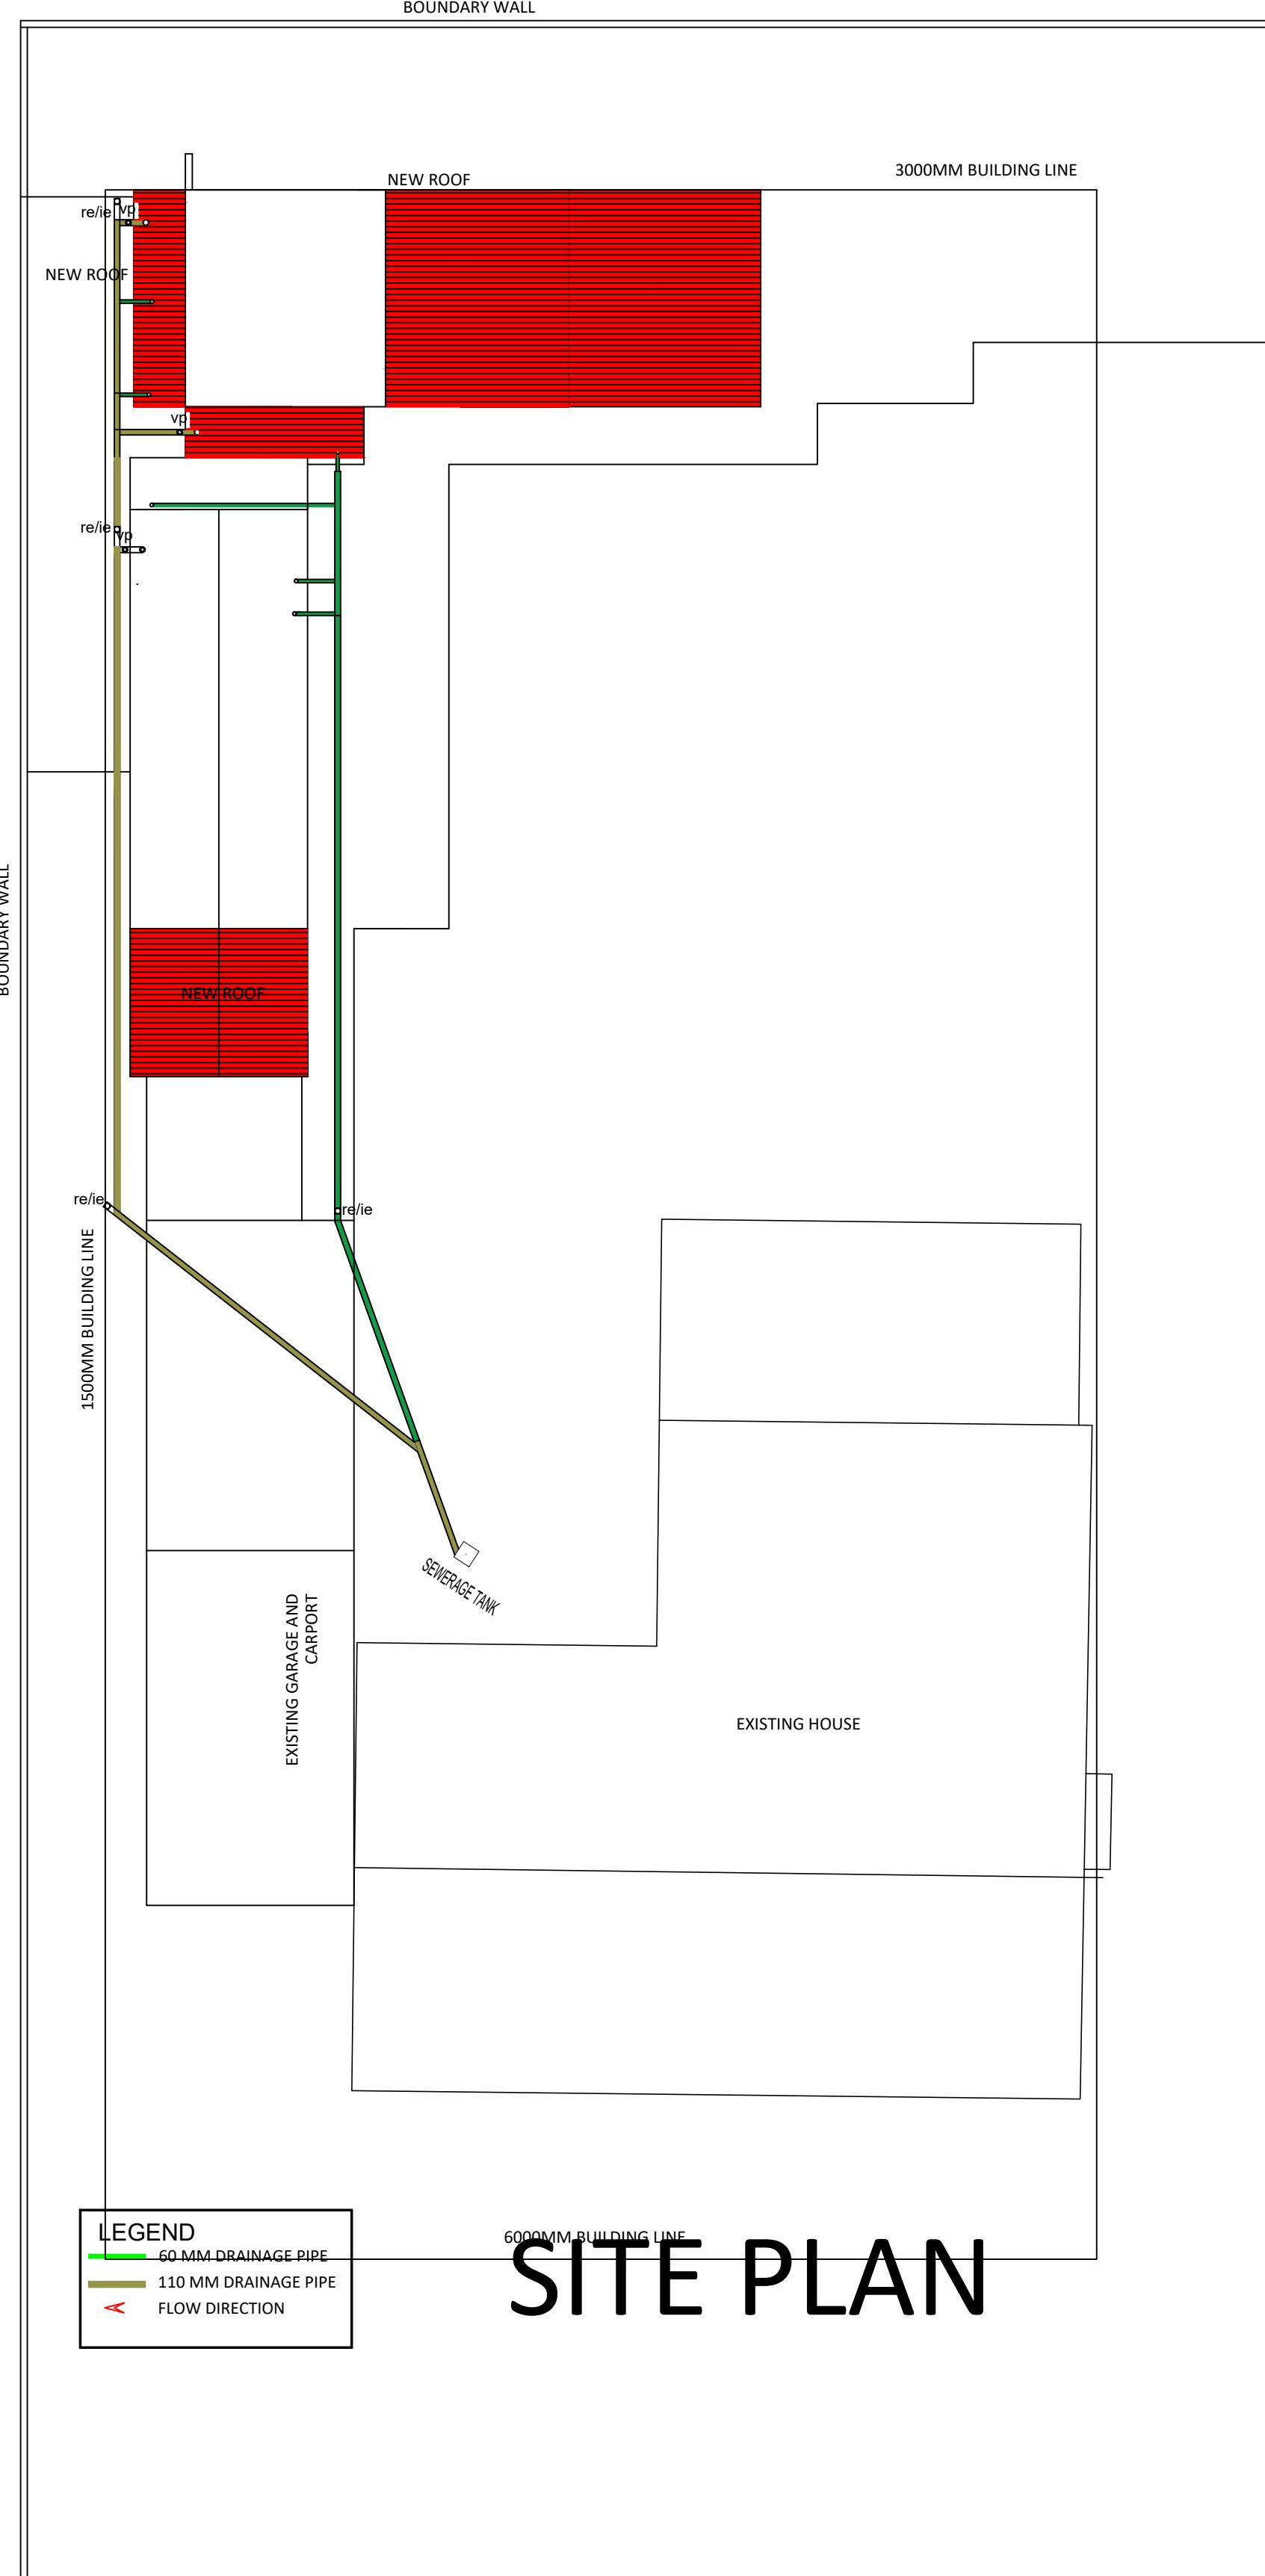 BOUNDARY WALL
3000MM BUILDING LINE
NEW ROOF
re/ie
vp
NEW ROOF
vp
re/ie
vp
BOUNDARY WALL
NEW ROOF
re/ie
re/ie
1500MM BUILDING LINE
SEWERAGE TANK
EXISTING GARAGE AND
CARPORT
EXISTING HOUSE
LEGEND
60 MM DRAINAGE PIPE
110 MM DRAINAGE PIPE
FLOW DIRECTION
6000MM BUILDING LINE
SITE PLAN